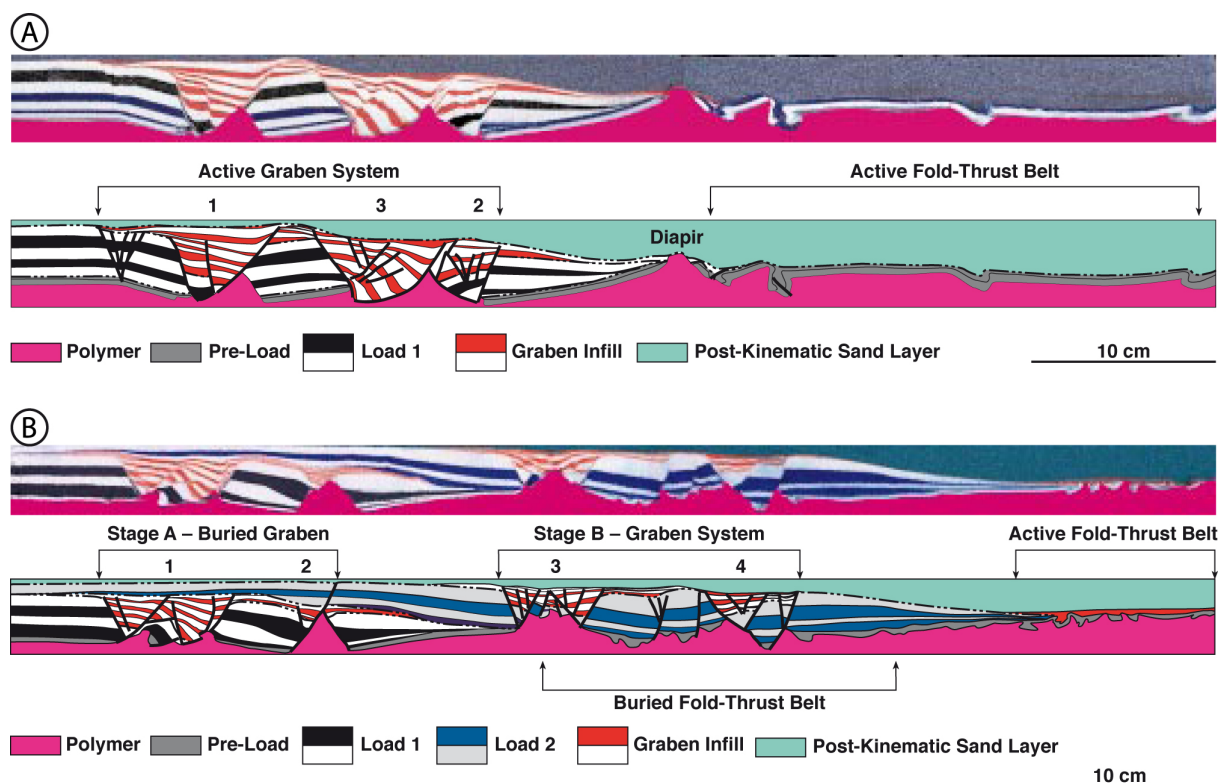 A
Active Graben System
Active Fold-Thrust Belt
1 3 2
Diapir
Polymer Pre-Load Load 1 Graben Infill Post-Kinematic Sand Layer
10 cm
B
Stage A – Buried Graben
Stage B – Graben System
Active Fold-Thrust Belt
1 2 3 4
Buried Fold-Thrust Belt
Polymer Pre-Load Load 1 Load 2 Graben Infill Post-Kinematic Sand Layer
10 cm